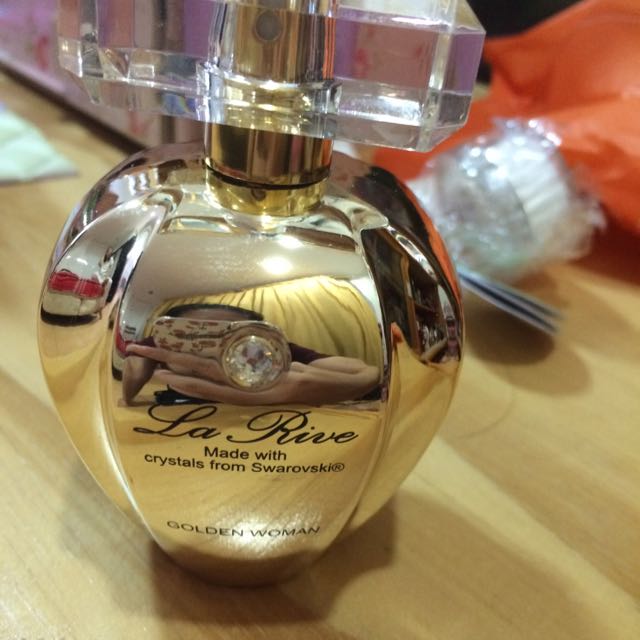 La Rive
Made with
crystals from Swarovski®
GOLDEN WOMAN